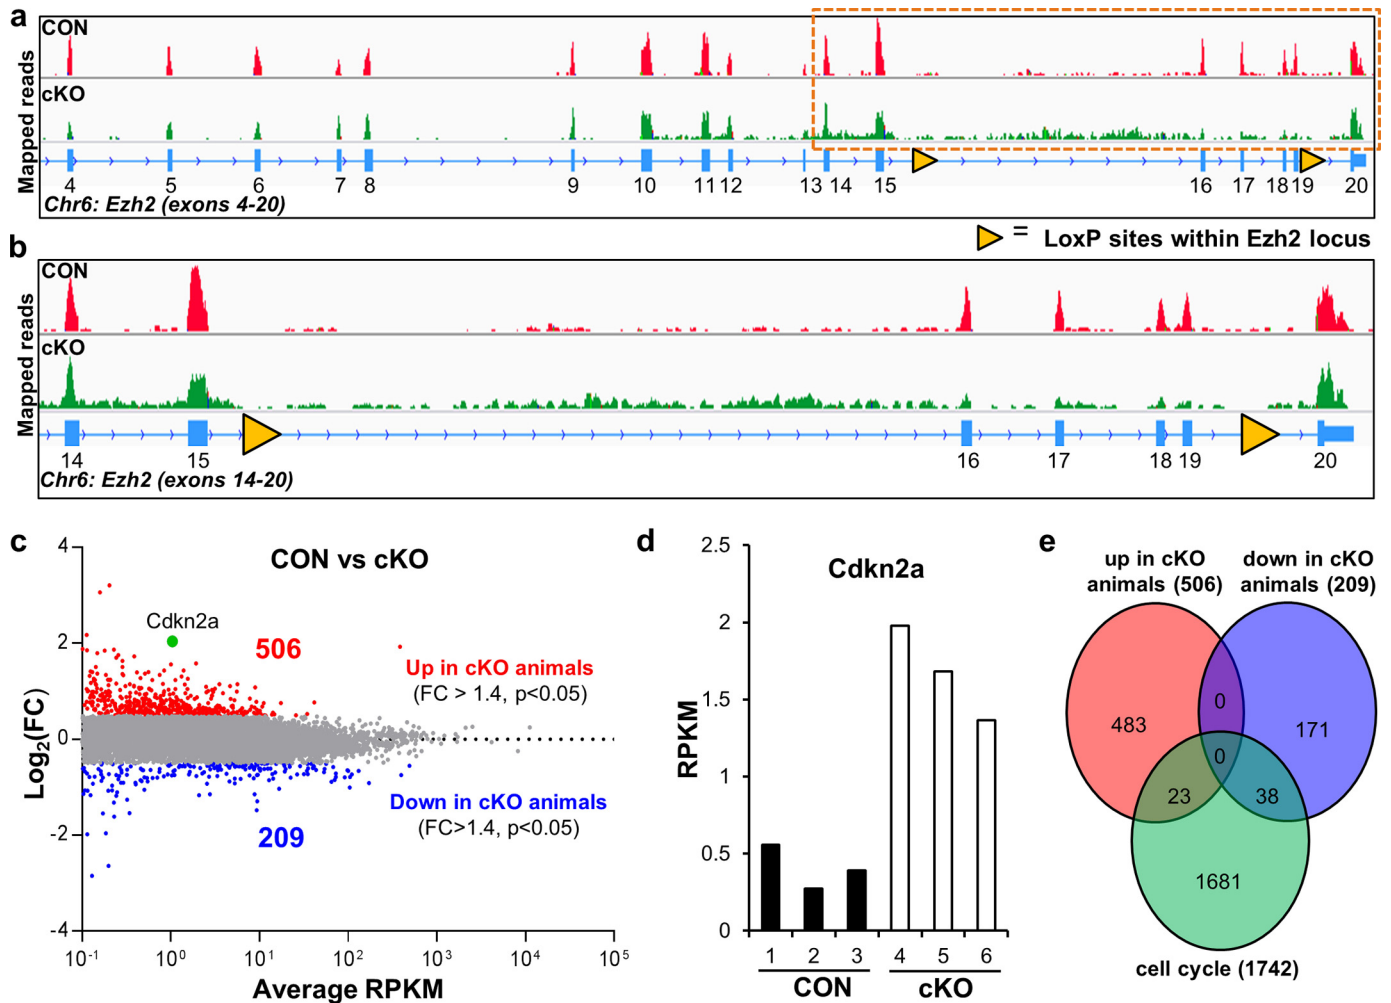 a
CON
cKO
Mapped reads
4 5 6 7 8 9 10 11 12 13 14 15 16 17 18 19 20
Chr6: Ezh2 (exons 4-20)
= LoxP sites within Ezh2 locus
b
CON
cKO
Mapped reads
14 15 16 17 18 19 20
Chr6: Ezh2 (exons 14-20)
c
CON vs cKO
4
2
0
-2
-4
Log2(FC)
Cdkn2a
506
Up in cKO animals
(FC > 1.4, p<0.05)
Down in cKO animals
(FC>1.4, p<0.05)
209
10-1 100 101 102 103 104 105
Average RPKM
d
Cdkn2a
2.5
2
1.5
1
0.5
0
RPKM
1 2 3 4 5 6
CON cKO
e
up in cKO
animals (506)
down in cKO
animals (209)
0
483
171
0
23
38
1681
cell cycle (1742)